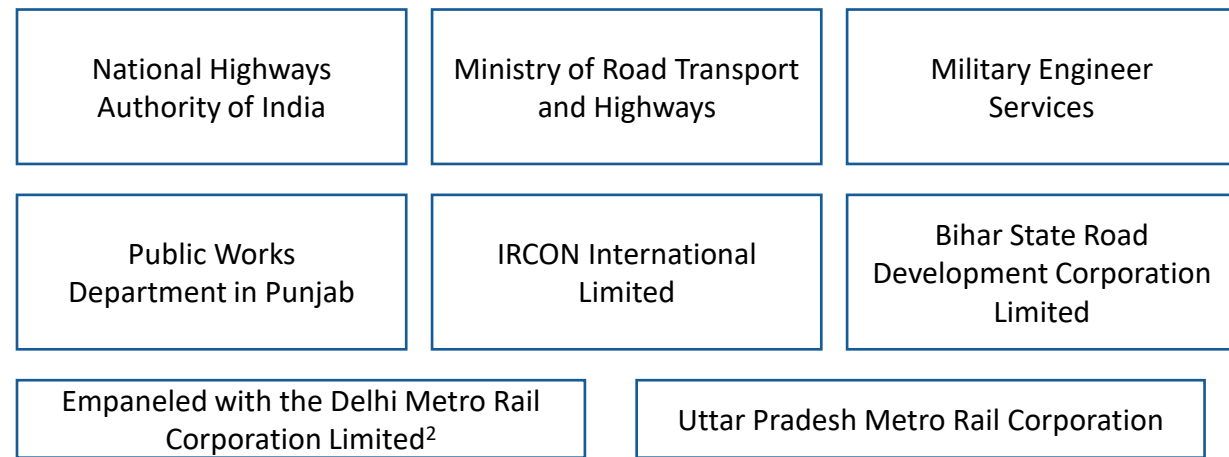 National Highways
Authority of India
Ministry of Road Transport
and Highways
Military Engineer
Services
Public Works
Department in Punjab
IRCON International
Limited
Bihar State Road
Development Corporation
Limited
Empaneled with the Delhi Metro Rail
Corporation Limited²
Uttar Pradesh Metro Rail Corporation